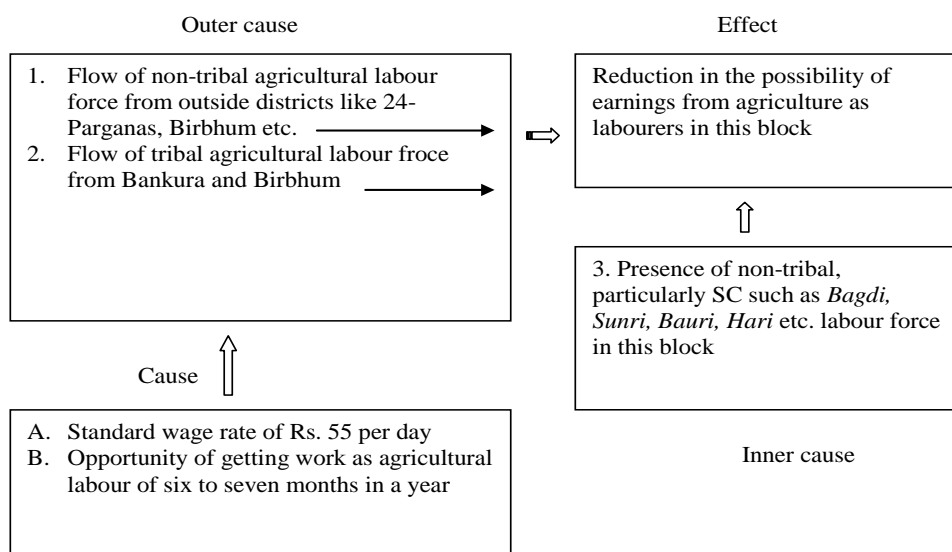 Outer cause
Effect
1. Flow of non-tribal agricultural labour
force from outside districts like 24-
Parganas, Birbhum etc.
2. Flow of tribal agricultural labour froce
from Bankura and Birbhum
Reduction in the possibility of
earnings from agriculture as
labourers in this block
3. Presence of non-tribal,
particularly SC such as Bagdi,
Sunri, Bauri, Hari etc. labour force
in this block
Cause
A. Standard wage rate of Rs. 55 per day
B. Opportunity of getting work as agricultural
labour of six to seven months in a year
Inner cause